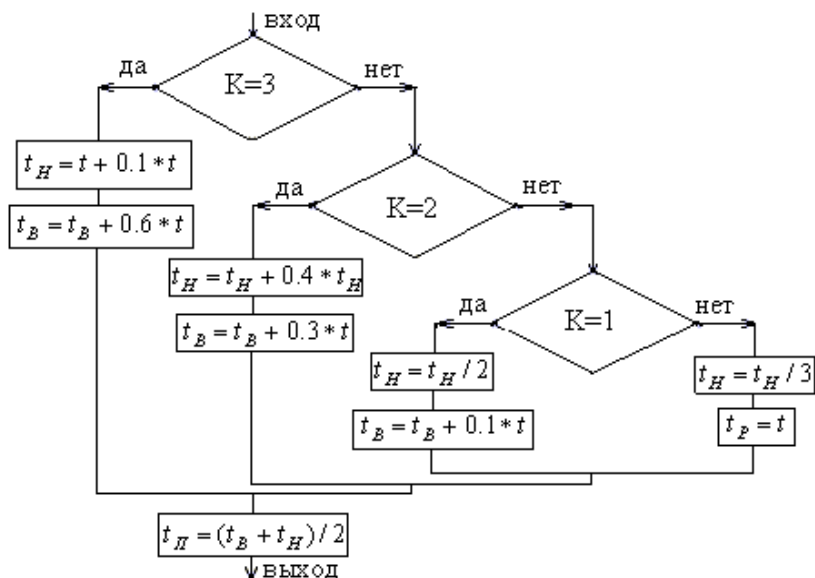 вход
да
K=3
нет
t_H = t + 0.1 * t
t_B = t_B + 0.6 * t
да
K=2
нет
t_H = t_H + 0.4 * t_H
t_B = t_B + 0.3 * t
да
K=1
нет
t_H = t_H / 2
t_B = t_B + 0.1 * t
t_H = t_H / 3
t_P = t
t_П = (t_B + t_H) / 2
выход